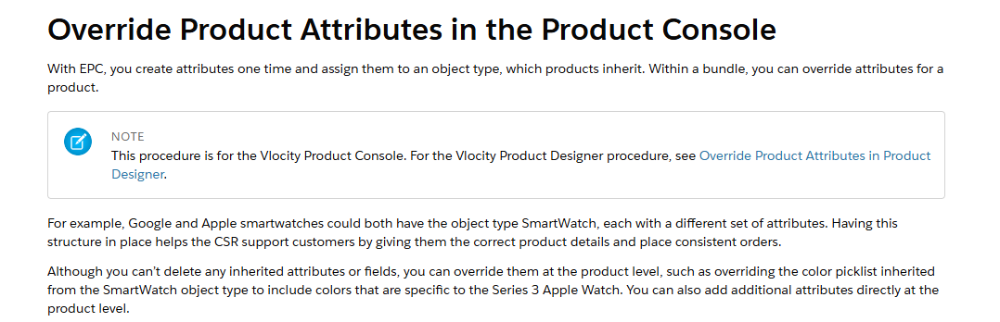 Override Product Attributes in the Product Console
With EPC, you create attributes one time and assign them to an object type, which products inherit. Within a bundle, you can override attributes for a
product.
NOTE
This procedure is for the Vlocity Product Console. For the Vlocity Product Designer procedure, see Override Product Attributes in Product
Designer.
For example, Google and Apple smartwatches could both have the object type SmartWatch, each with a different set of attributes. Having this
structure in place helps the CSR support customers by giving them the correct product details and place consistent orders.
Although you can't delete any inherited attributes or fields, you can override them at the product level, such as overriding the color picklist inherited
from the SmartWatch object type to include colors that are specific to the Series 3 Apple Watch. You can also add additional attributes directly at the
product level.